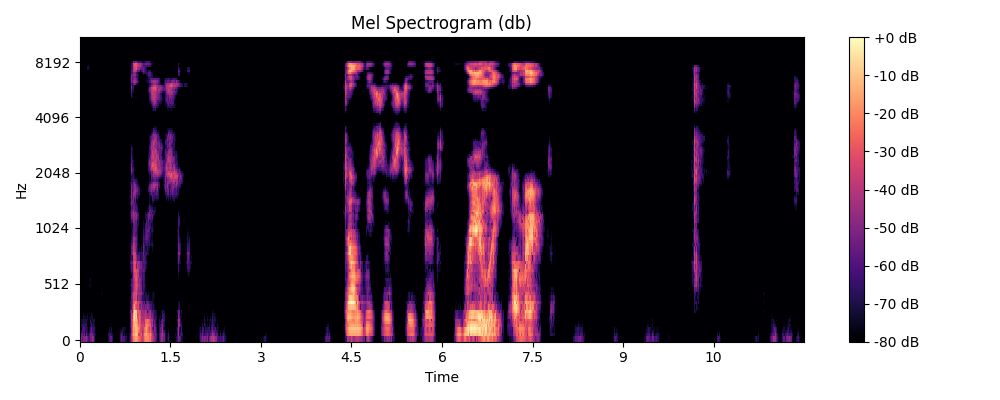 Mel Spectrogram (db)
8192
4096
2048
1024
512
0
Hz
0 1.5 3 4.5 6 7.5 9 10
Time
+0 dB
-10 dB
-20 dB
-30 dB
-40 dB
-50 dB
-60 dB
-70 dB
-80 dB